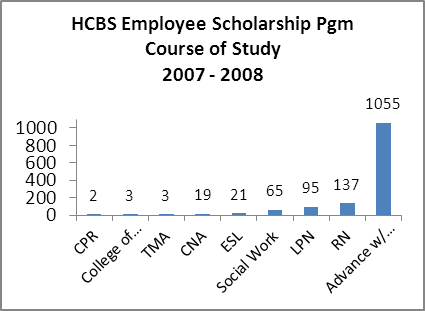 HCBS Employee Scholarship Pgm
Course of Study
2007 - 2008
1055
1000
800
600
400
200
0
2
3
3
19
21
65
95
137
CPR
College of...
TMA
CNA
ESL
Social Work
LPN
RN
Advance w/...